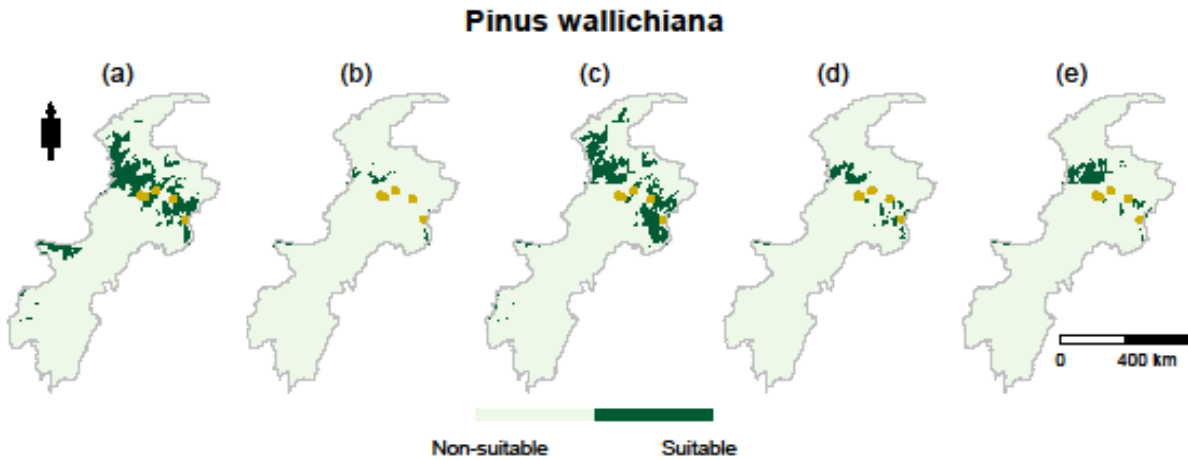 Pinus wallichiana
(a) (b) (c) (d) (e)
0 400 km
Non-suitable Suitable